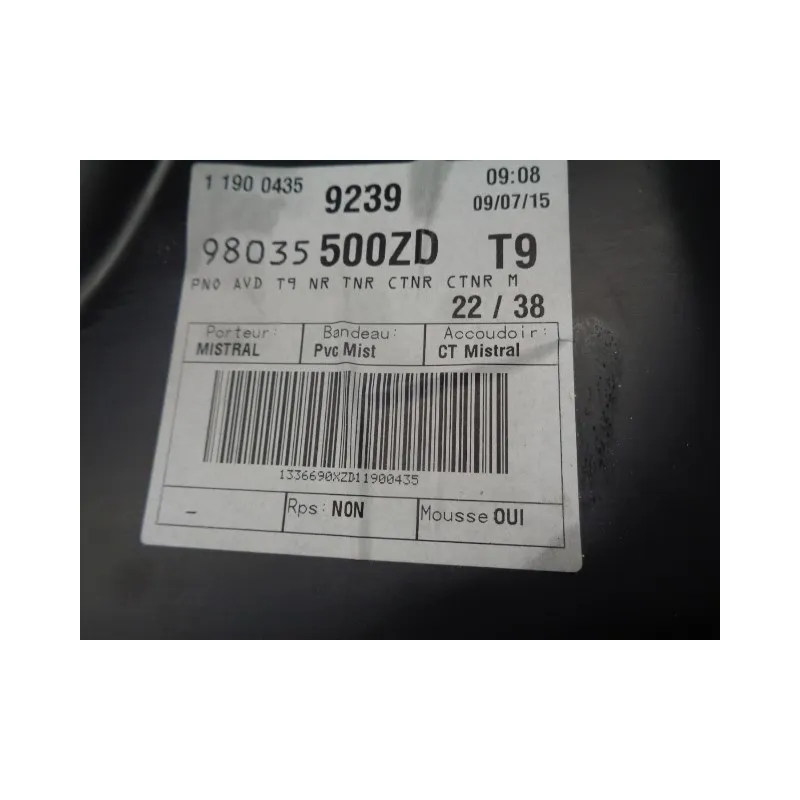 1 190 0435 9239 09:08
09/07/15
98035 500ZD T9
PNO AVD T9 NR TNR CTNR CTNR M
22 / 38
Porteur: Bandeau: Accoudoir:
MISTRAL Pvc Mist CT Mistral
1336690XZD11900435
– Rps: NON Mousse OUI